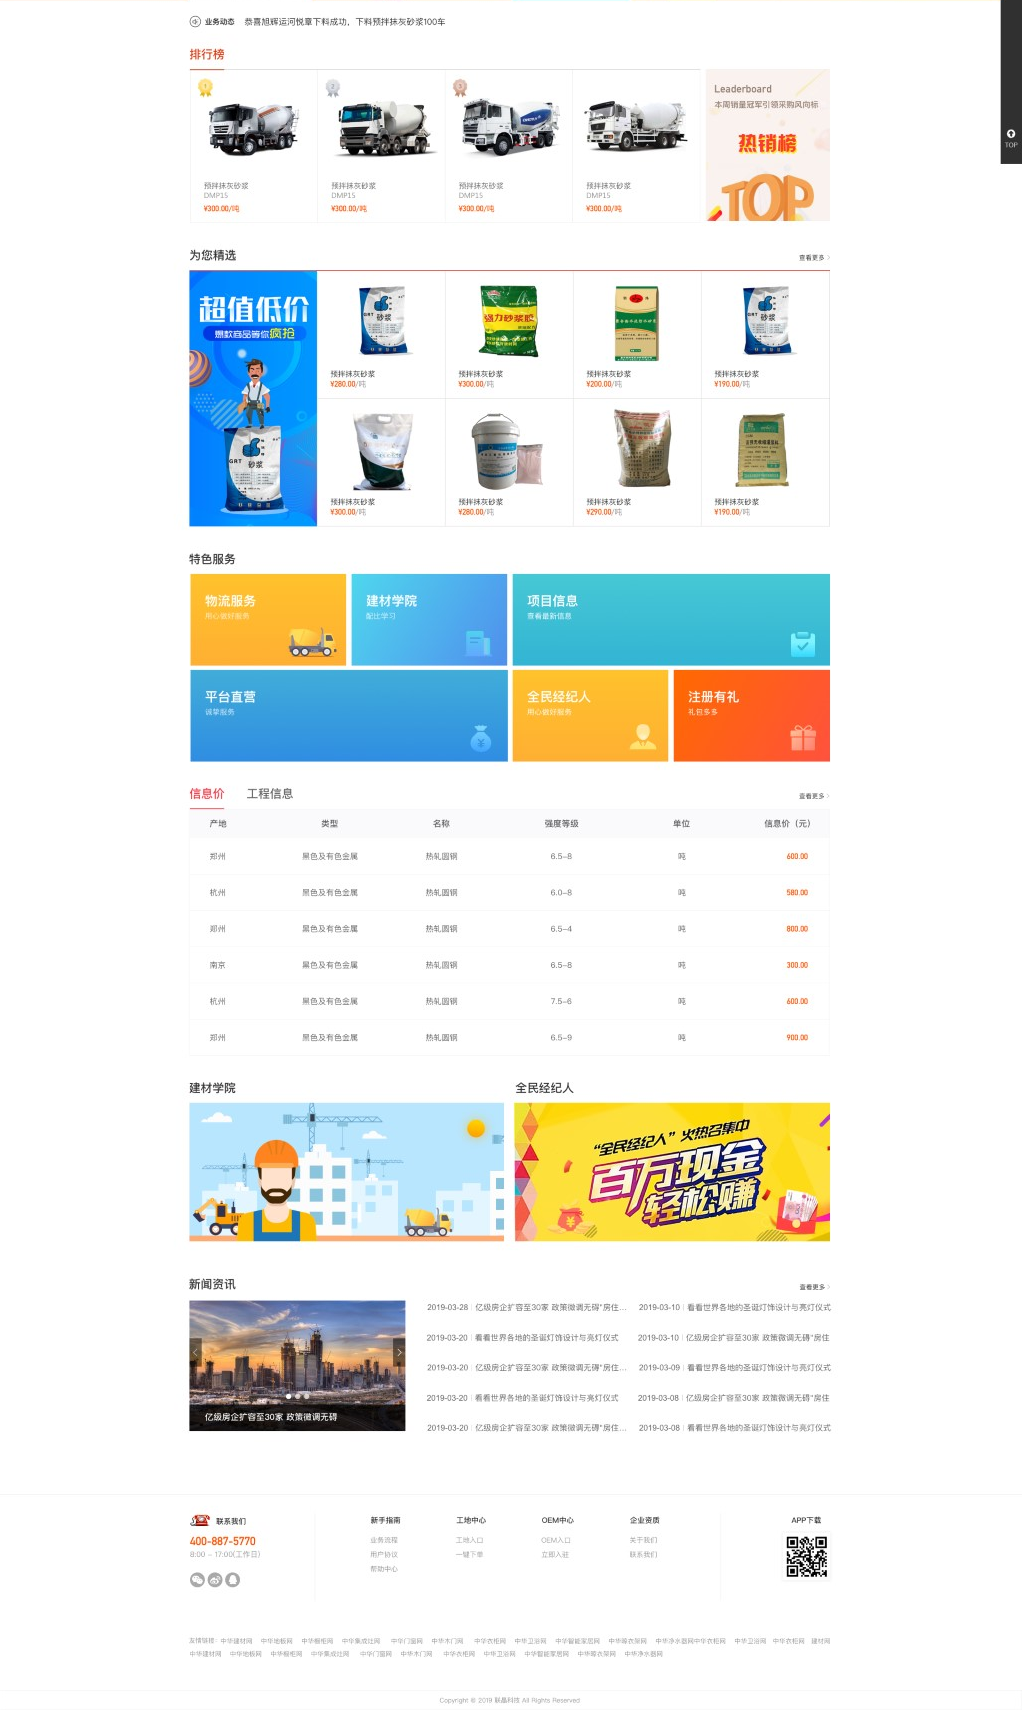 业务动态 恭喜旭辉运河悦章下料成功，下料预拌抹灰砂浆100车
TOP
排行榜
1 2 3
Leaderboard
本周销量冠军引领采购风向标
热销榜
TOP
预拌抹灰砂浆 预拌抹灰砂浆 预拌抹灰砂浆 预拌抹灰砂浆
DMP15 DMP15 DMP15 DMP15
¥300.00/吨 ¥300.00/吨 ¥300.00/吨 ¥300.00/吨
为您精选 查看更多
超值低价
爆款商品等你疯抢
GRT 砂浆
GRT 砂浆 强力砂浆胶 GRT 砂浆
预拌抹灰砂浆 预拌抹灰砂浆 预拌抹灰砂浆 预拌抹灰砂浆
¥280.00/吨 ¥300.00/吨 ¥200.00/吨 ¥190.00/吨
预拌抹灰砂浆 预拌抹灰砂浆 预拌抹灰砂浆 预拌抹灰砂浆
¥300.00/吨 ¥280.00/吨 ¥290.00/吨 ¥190.00/吨
特色服务
物流服务 建材学院 项目信息
用心做好服务 配比学习 查看最新信息
平台直营 全民经纪人 注册有礼
诚挚服务 用心做好服务 礼包多多
信息价 工程信息 查看更多
产地 类型 名称 强度等级 单位 信息价（元）
郑州 黑色及有色金属 热轧圆钢 6.5-8 吨 600.00
杭州 黑色及有色金属 热轧圆钢 6.0-8 吨 580.00
郑州 黑色及有色金属 热轧圆钢 6.5-4 吨 800.00
南京 黑色及有色金属 热轧圆钢 6.5-8 吨 300.00
杭州 黑色及有色金属 热轧圆钢 7.5-6 吨 600.00
郑州 黑色及有色金属 热轧圆钢 6.5-9 吨 900.00
建材学院 全民经纪人
“全民经纪人”火热召集中
百万现金
轻松赚
新闻资讯 查看更多
2019-03-28 | 亿级房企扩容至30家 政策微调无碍“房住... 2019-03-10 | 看看世界各地的圣诞灯饰设计与亮灯仪式
2019-03-20 | 看看世界各地的圣诞灯饰设计与亮灯仪式 2019-03-10 | 亿级房企扩容至30家 政策微调无碍“房住
2019-03-20 | 亿级房企扩容至30家 政策微调无碍“房住... 2019-03-09 | 看看世界各地的圣诞灯饰设计与亮灯仪式
2019-03-20 | 看看世界各地的圣诞灯饰设计与亮灯仪式 2019-03-08 | 亿级房企扩容至30家 政策微调无碍“房住
2019-03-20 | 亿级房企扩容至30家 政策微调无碍“房住... 2019-03-08 | 看看世界各地的圣诞灯饰设计与亮灯仪式
亿级房企扩容至30家 政策微调无碍
联系我们 新手指南 工地中心 OEM中心 企业资质 APP下载
400-887-5770 业务流程 工地入口 OEM入口 关于我们
8:00 - 17:00(工作日) 用户协议 一键下单 立即入驻 联系我们
帮助中心
友情链接：中华建材网 中华地板网 中华橱柜网 中华集成灶网 中华门窗网 中华木门网 中华衣柜网 中华卫浴网 中华智能家居网 中华晾衣架网 中华净水器网中华衣柜网 中华卫浴网 中华衣柜网 建材网
中华建材网 中华地板网 中华橱柜网 中华集成灶网 中华门窗网 中华木门网 中华衣柜网 中华卫浴网 中华智能家居网 中华晾衣架网 中华净水器网
Copyright © 2019 联晶科技 All Rights Reserved